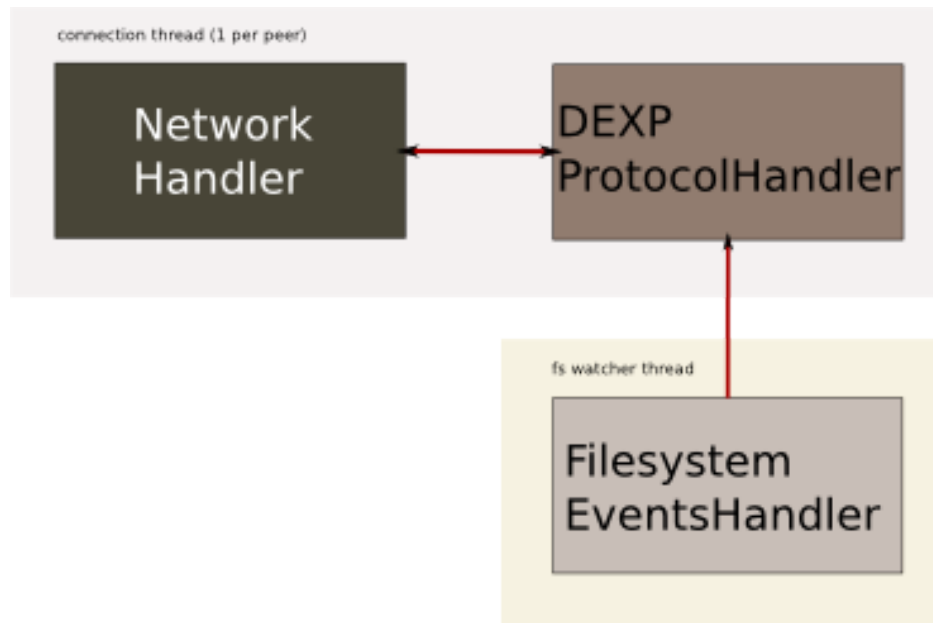 connection thread (1 per peer)
Network
Handler
DEXP
ProtocolHandler
fs watcher thread
Filesystem
EventsHandler